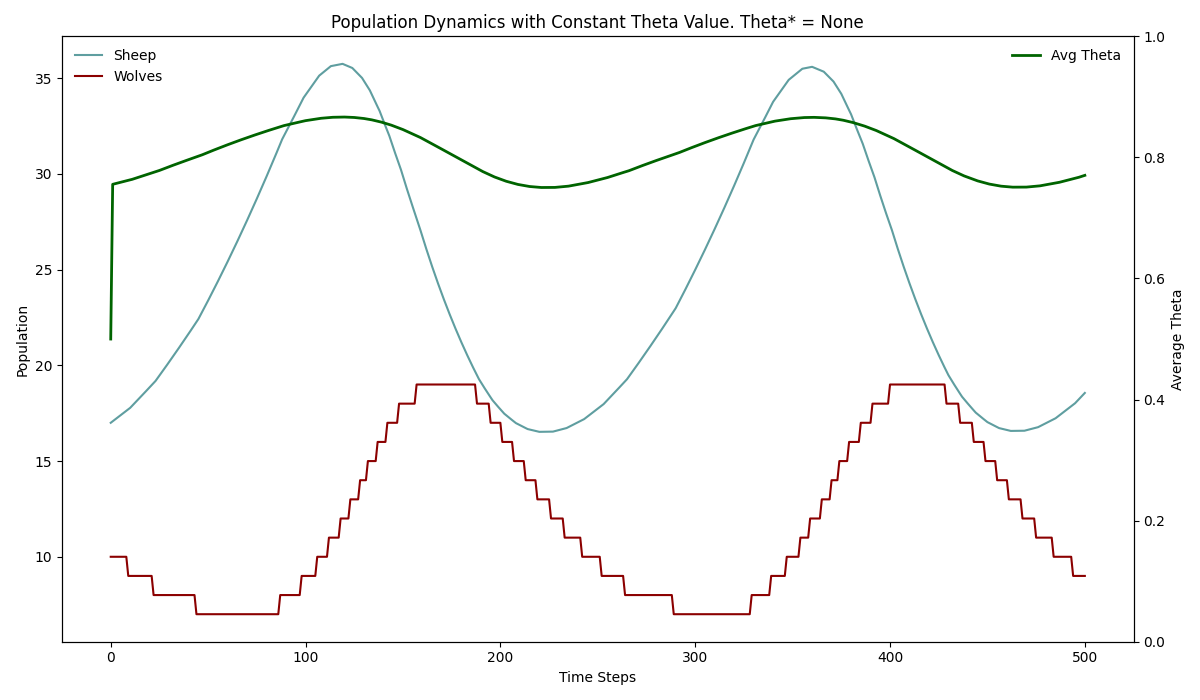 Population Dynamics with Constant Theta Value. Theta* = None
Sheep
Wolves
Avg Theta
35
30
25
20
15
10
Population
1.0
0.8
0.6
0.4
0.2
0.0
Average Theta
0 100 200 300 400 500
Time Steps